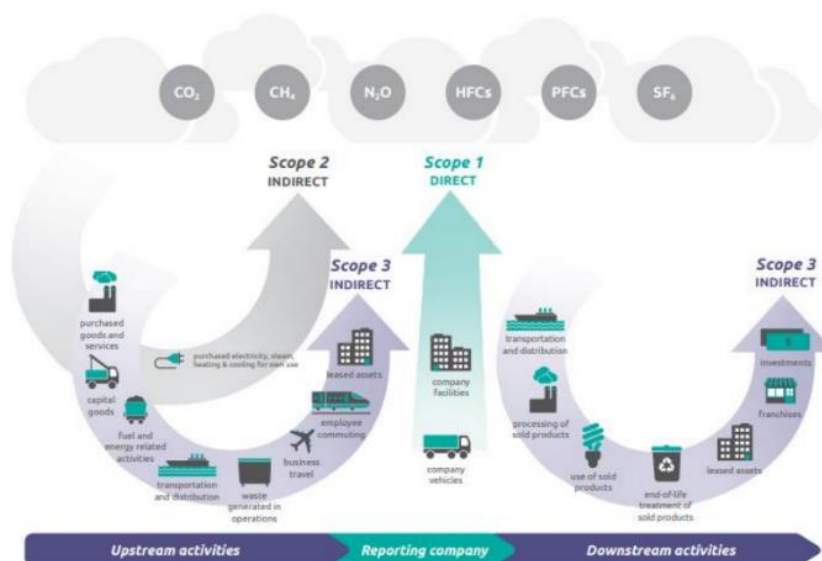 CO₂
CH₄
N₂O
HFCs
PFCs
SF₆
Scope 2
INDIRECT
Scope 1
DIRECT
Scope 3
INDIRECT
Scope 3
INDIRECT
purchased
goods and
services
capital
goods
fuel and
energy related
activities
transportation
and distribution
waste
generated in
operations
business
travel
employee
commuting
leased assets
purchased electricity, steam,
heating & cooling for own use
company
facilities
company
vehicles
transportation
and distribution
processing of
sold products
use of sold
products
end-of-life
treatment of
sold products
leased assets
franchises
$
investments
Upstream activities
Reporting company
Downstream activities